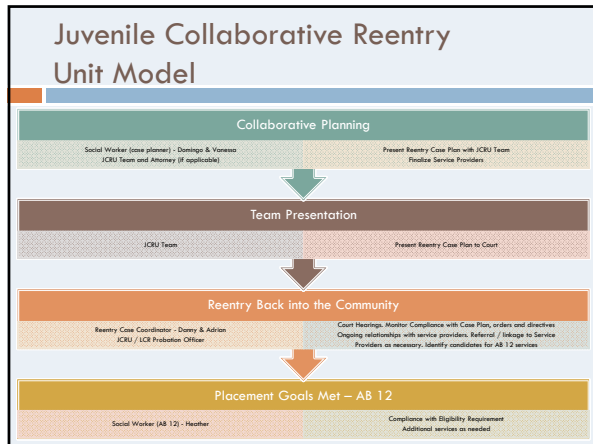 Juvenile Collaborative Reentry
Unit Model
Collaborative Planning
Social Worker (case planner) - Domingo & Vanessa
JCRU Team and Attorney (if applicable)
Present Reentry Case Plan with JCRU Team
Finalize Service Providers
Team Presentation
JCRU Team
Present Reentry Case Plan to Court
Reentry Back into the Community
Reentry Case Coordinator - Danny & Adrian
JCRU / LCR Probation Officer
Court Hearings. Monitor Compliance with Case Plan, orders and directives
Ongoing relationships with service providers. Referral / linkage to Service
Providers as necessary. Identify candidates for AB 12 services
Placement Goals Met – AB 12
Social Worker (AB 12) - Heather
Compliance with Eligibility Requirement
Additional services as needed